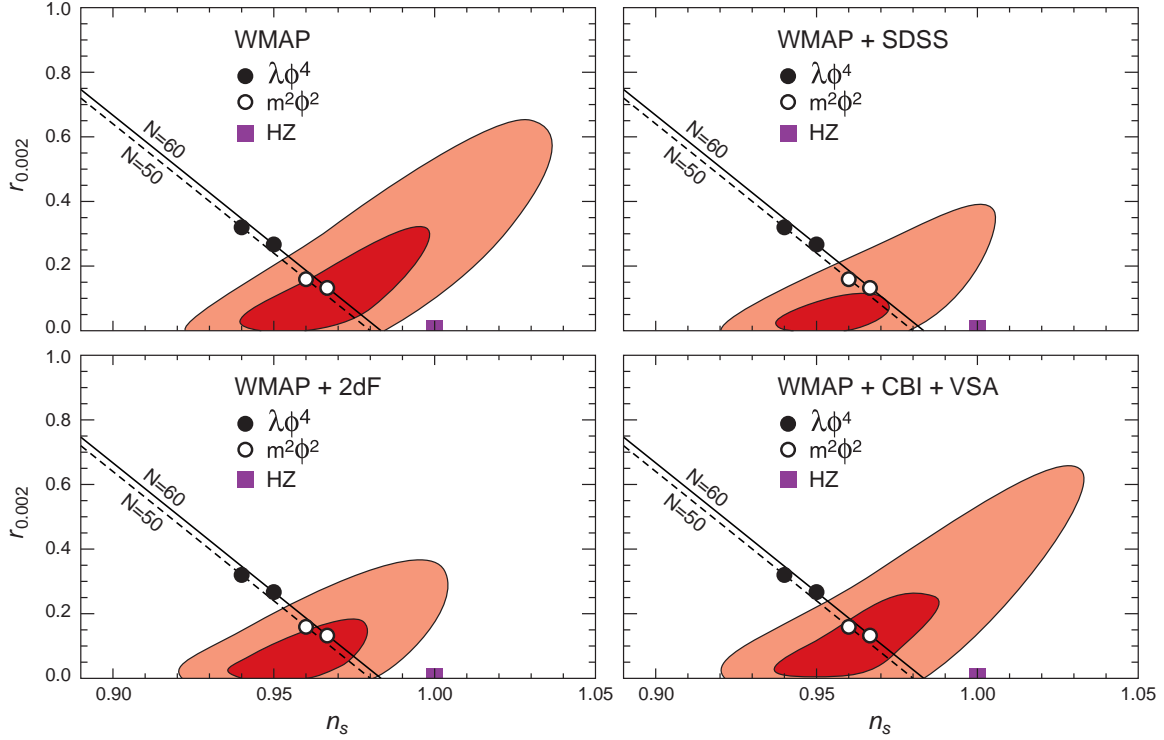 1.0
0.8
0.6
0.4
0.2
0.0
r0.002
WMAP
λϕ⁴
m²ϕ²
HZ
N=60
N=50
WMAP + SDSS
λϕ⁴
m²ϕ²
HZ
N=60
N=50
1.0
0.8
0.6
0.4
0.2
0.0
r0.002
WMAP + 2dF
λϕ⁴
m²ϕ²
HZ
N=60
N=50
0.90 0.95 1.00 1.05
ns
WMAP + CBI + VSA
λϕ⁴
m²ϕ²
HZ
N=60
N=50
0.90 0.95 1.00 1.05
ns